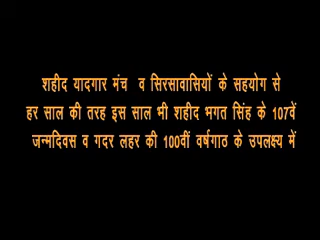 शहीद यादगार मंच व सिरसावासियों के सहयोग से
हर साल की तरह इस साल भी शहीद भगत सिंह के 107वें
जन्मदिवस व गदर लहर की 100वीं वर्षगाठ के उपलक्ष्य में